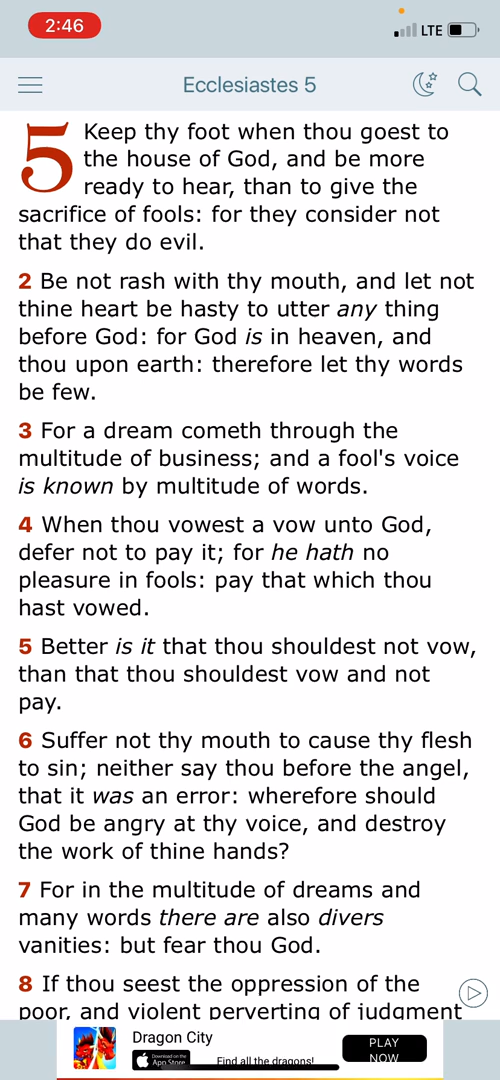 2:46
LTE
Ecclesiastes 5
5 Keep thy foot when thou goest to
the house of God, and be more
ready to hear, than to give the
sacrifice of fools: for they consider not
that they do evil.
2 Be not rash with thy mouth, and let not
thine heart be hasty to utter any thing
before God: for God is in heaven, and
thou upon earth: therefore let thy words
be few.
3 For a dream cometh through the
multitude of business; and a fool's voice
is known by multitude of words.
4 When thou vowest a vow unto God,
defer not to pay it; for he hath no
pleasure in fools: pay that which thou
hast vowed.
5 Better is it that thou shouldest not vow,
than that thou shouldest vow and not
pay.
6 Suffer not thy mouth to cause thy flesh
to sin; neither say thou before the angel,
that it was an error: wherefore should
God be angry at thy voice, and destroy
the work of thine hands?
7 For in the multitude of dreams and
many words there are also divers
vanities: but fear thou God.
8 If thou seest the oppression of the
poor, and violent perverting of judgment
Dragon City
Download on the
App Store
Find all the dragons!
PLAY
NOW